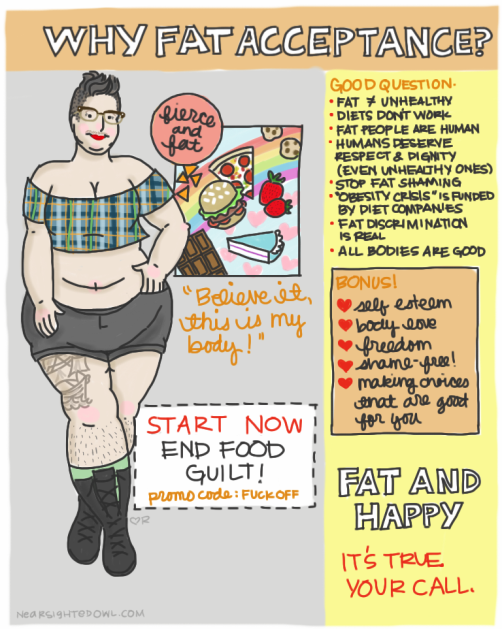 WHY FAT ACCEPTANCE?
fierce
and
fat
"Believe it,
this is my
body!"
START NOW
END FOOD
GUILT!
promo code: FUCK OFF
NEARSIGHTEDOWL.COM
GOOD QUESTION.
• FAT ≠ UNHEALTHY
• DIETS DON'T WORK
• FAT PEOPLE ARE HUMAN
• HUMANS DESERVE
RESPECT & DIGNITY
(EVEN UNHEALTHY ONES)
• STOP FAT SHAMING
• "OBESITY CRISIS" IS FUNDED
BY DIET COMPANIES
• FAT DISCRIMINATION
IS REAL
• ALL BODIES ARE GOOD
BONUS!
♥ self esteem
♥ body love
♥ freedom
♥ shame-free!
♥ making choices
that are good
for you
FAT AND
HAPPY
IT'S TRUE.
YOUR CALL.